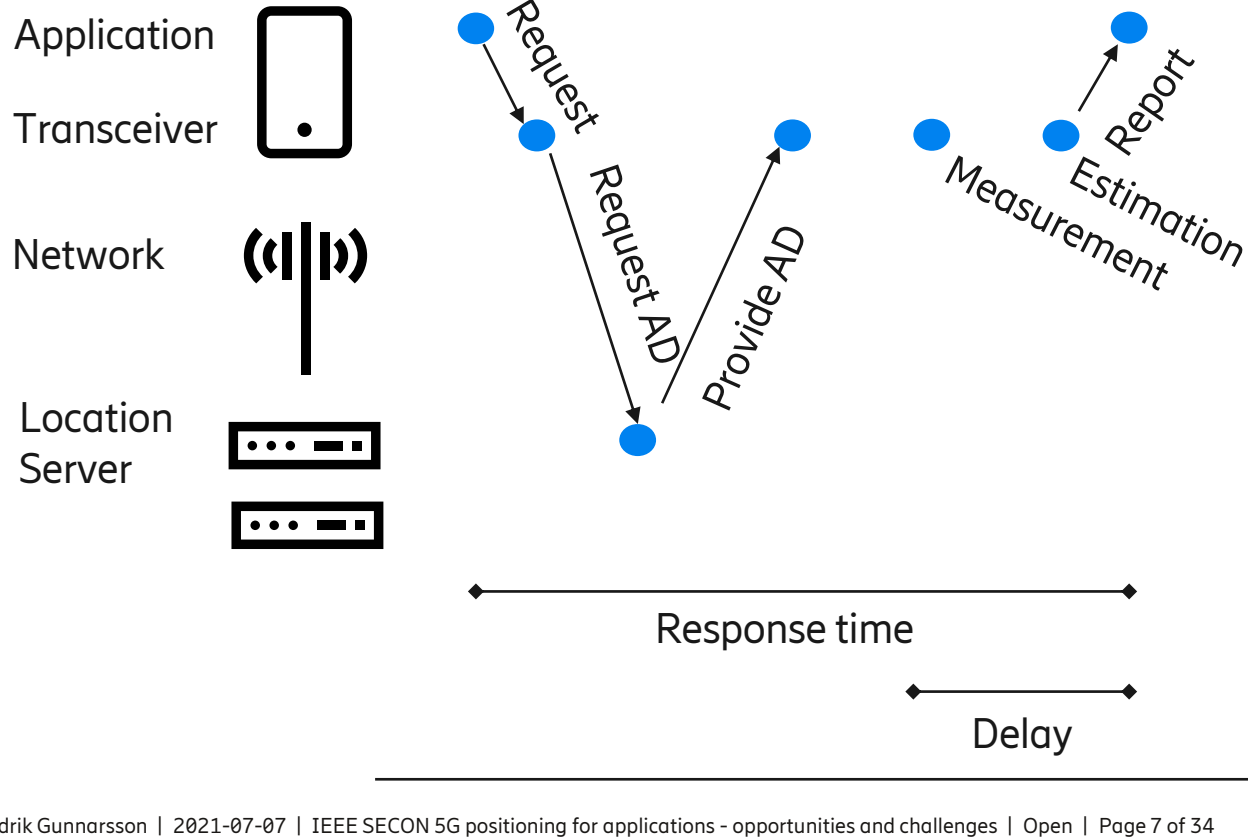 Application
Request
Transceiver
Report
Request AD
Measurement
Estimation
Network
Provide AD
Location
Server
Response time
Delay
drik Gunnarsson | 2021-07-07 | IEEE SECON 5G positioning for applications - opportunities and challenges | Open | Page 7 of 34